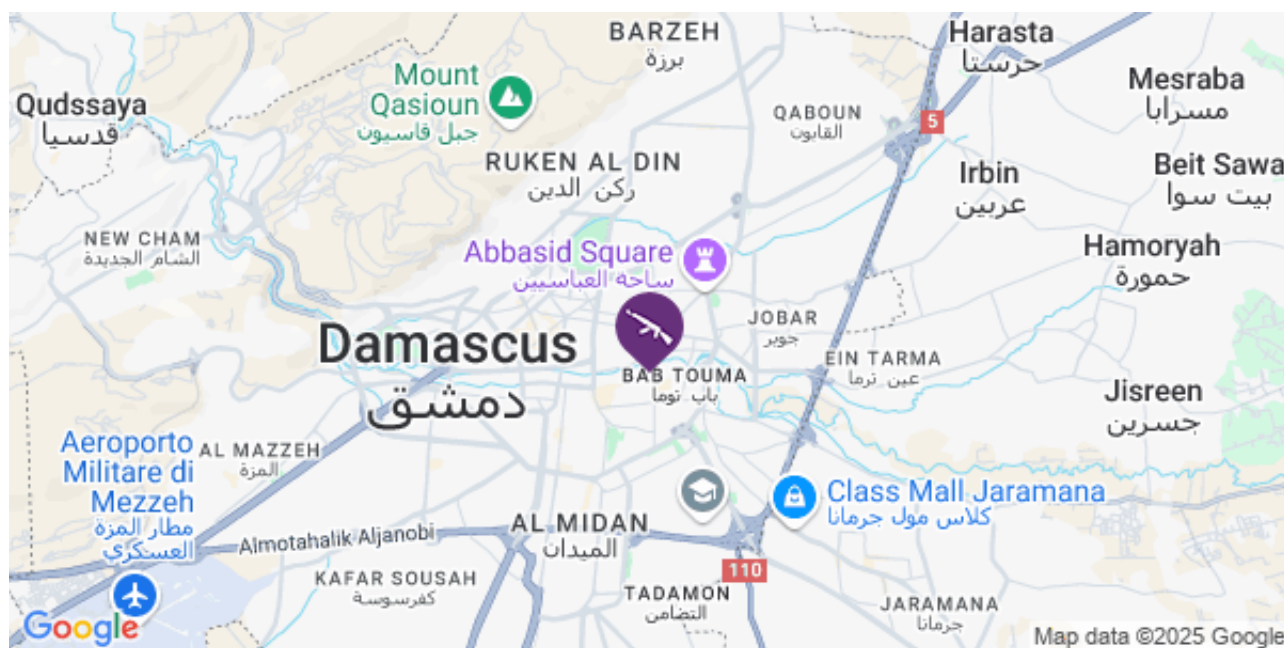 BARZEH
برزة
Harasta
حرستا
Mount
Qasioun
جبل قاسيون
Qudssaya
قدسيا
Mesraba
مسرابا
QABOUN
القابون
5
RUKEN AL DIN
ركن الدين
Irbin
عربين
Beit Sawa
بيت سوا
NEW CHAM
الشام الجديدة
Abbasid Square
ساحة العباسيين
Hamoryah
حمورة
Damascus
دمشق
JOBAR
جوبر
EIN TARMA
عين ترما
BAB TOUMA
باب توما
Jisreen
جسرين
Aeroporto
Militare di
Mezzeh
مطار المزة
العسكري
AL MAZZEH
المزة
Class Mall Jaramana
كلاس مول جرمانا
AL MIDAN
الميدان
Almotahalik Aljanobi
110
KAFAR SOUSAH
كفرسوسة
TADAMON
التضامن
JARAMANA
جرمانا
Google
Map data ©2025 Google